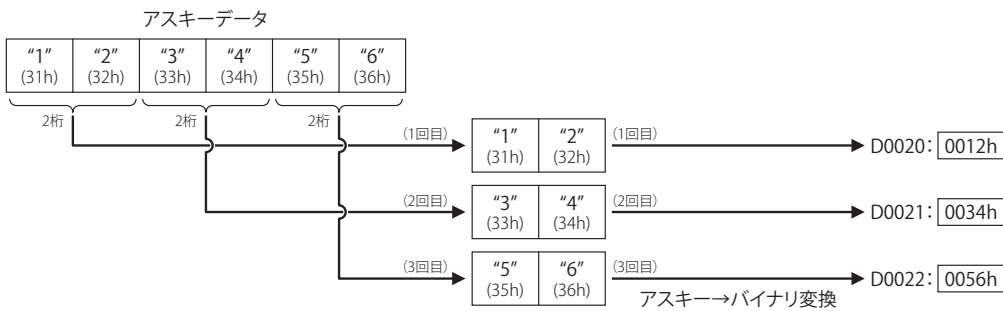 アスキーデータ
“1” “2” “3” “4” “5” “6”
(31h) (32h) (33h) (34h) (35h) (36h)
2桁 2桁 2桁
(1回目) “1” “2” (1回目)
(31h) (32h)
D0020: 0012h
(2回目) “3” “4” (2回目)
(33h) (34h)
D0021: 0034h
(3回目) “5” “6” (3回目)
(35h) (36h)
D0022: 0056h
アスキー→バイナリ変換